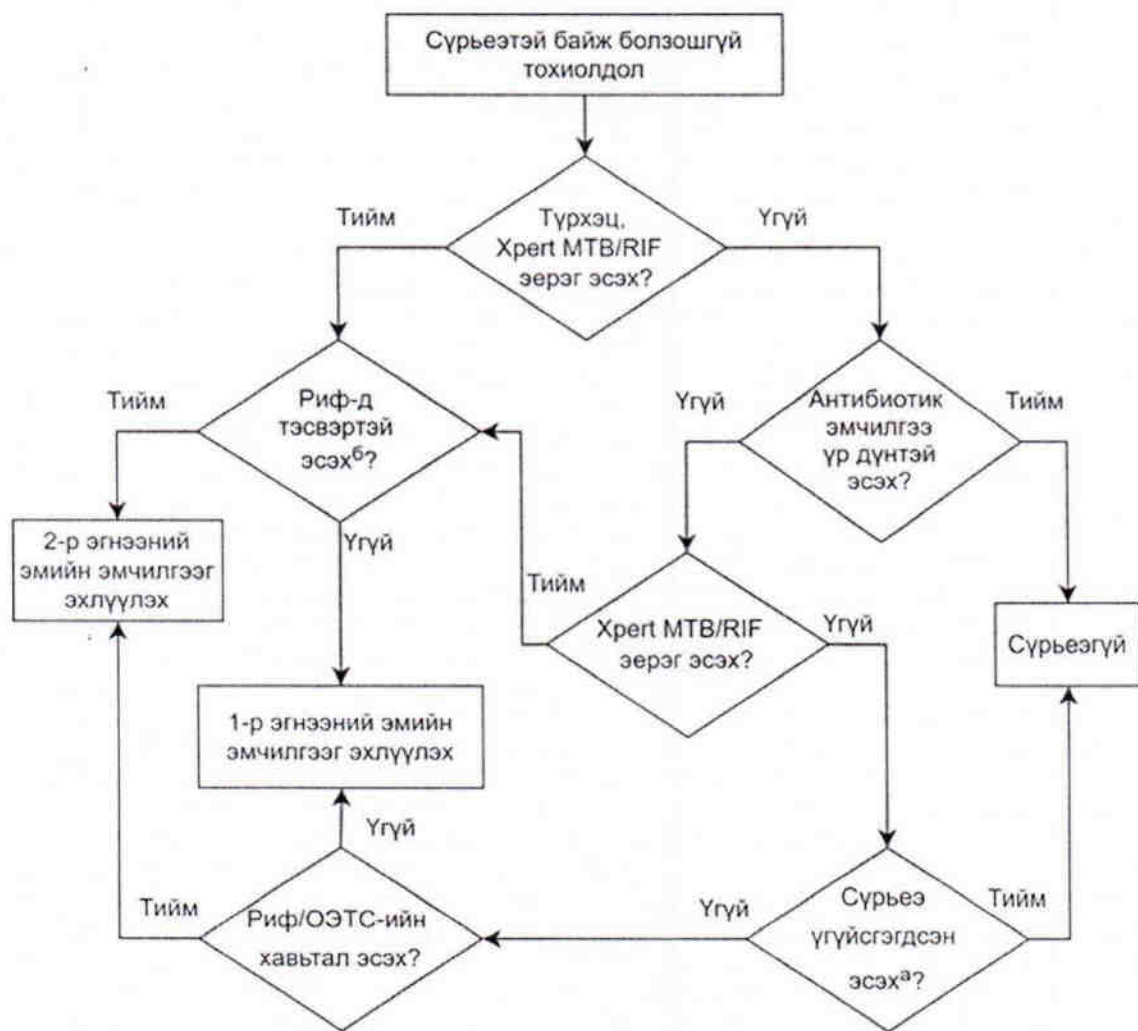 Сүрьеэтэй байж болзошгүй
тохиолдол
Түрхэц,
Xpert MTB/RIF
эерэг эсэх?
Тийм
Үгүй
Риф-д
тэсвэртэй
эсэхᵇ?
Тийм
Үгүй
Антибиотик
эмчилгээ
үр дүнтэй
эсэх?
Үгүй
Тийм
2-р эгнээний
эмийн эмчилгээг
эхлүүлэх
Xpert MTB/RIF
эерэг эсэх?
Тийм
Үгүй
Сүрьеэгүй
1-р эгнээний эмийн
эмчилгээг эхлүүлэх
Үгүй
Риф/ОЭТС-ийн
хавьтал эсэх?
Тийм
Сүрьеэ
үгүйсгэгдсэн
эсэхᵃ?
Үгүй
Тийм